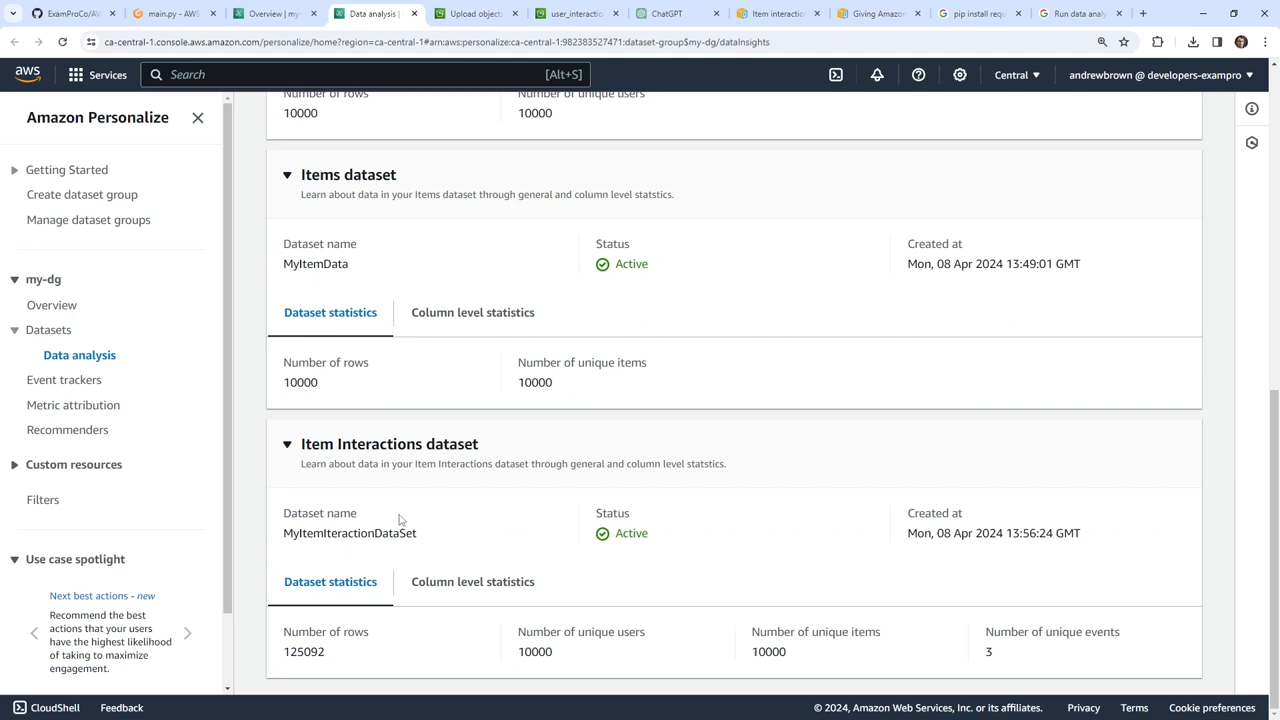 ExamProCo/AW
main.py - AWS
Overview | my-
Data analysis |
Upload object
user_interactio
ChatGPT
Item interactio
Giving Amazon
pip install requ
Run data analy
ca-central-1.console.aws.amazon.com/personalize/home?region=ca-central-1#arn:aws:personalize:ca-central-1:982383527471:dataset-group$my-dg/dataInsights
aws
Services
Search
[Alt+S]
Central
andrewbrown @ developers-exampro
Amazon Personalize
Getting Started
Create dataset group
Manage dataset groups
my-dg
Overview
Datasets
Data analysis
Event trackers
Metric attribution
Recommenders
Custom resources
Filters
Use case spotlight
Next best actions - new
Recommend the best
actions that your users
have the highest likelihood
of taking to maximize
engagement.
Number of rows
10000
Number of unique users
10000
Items dataset
Learn about data in your Items dataset through general and column level statstics.
Dataset name
MyItemData
Status
Active
Created at
Mon, 08 Apr 2024 13:49:01 GMT
Dataset statistics
Column level statistics
Number of rows
10000
Number of unique items
10000
Item Interactions dataset
Learn about data in your Item Interactions dataset through general and column level statstics.
Dataset name
MyItemIteractionDataSet
Status
Active
Created at
Mon, 08 Apr 2024 13:56:24 GMT
Dataset statistics
Column level statistics
Number of rows
125092
Number of unique users
10000
Number of unique items
10000
Number of unique events
3
CloudShell
Feedback
© 2024, Amazon Web Services, Inc. or its affiliates.
Privacy
Terms
Cookie preferences